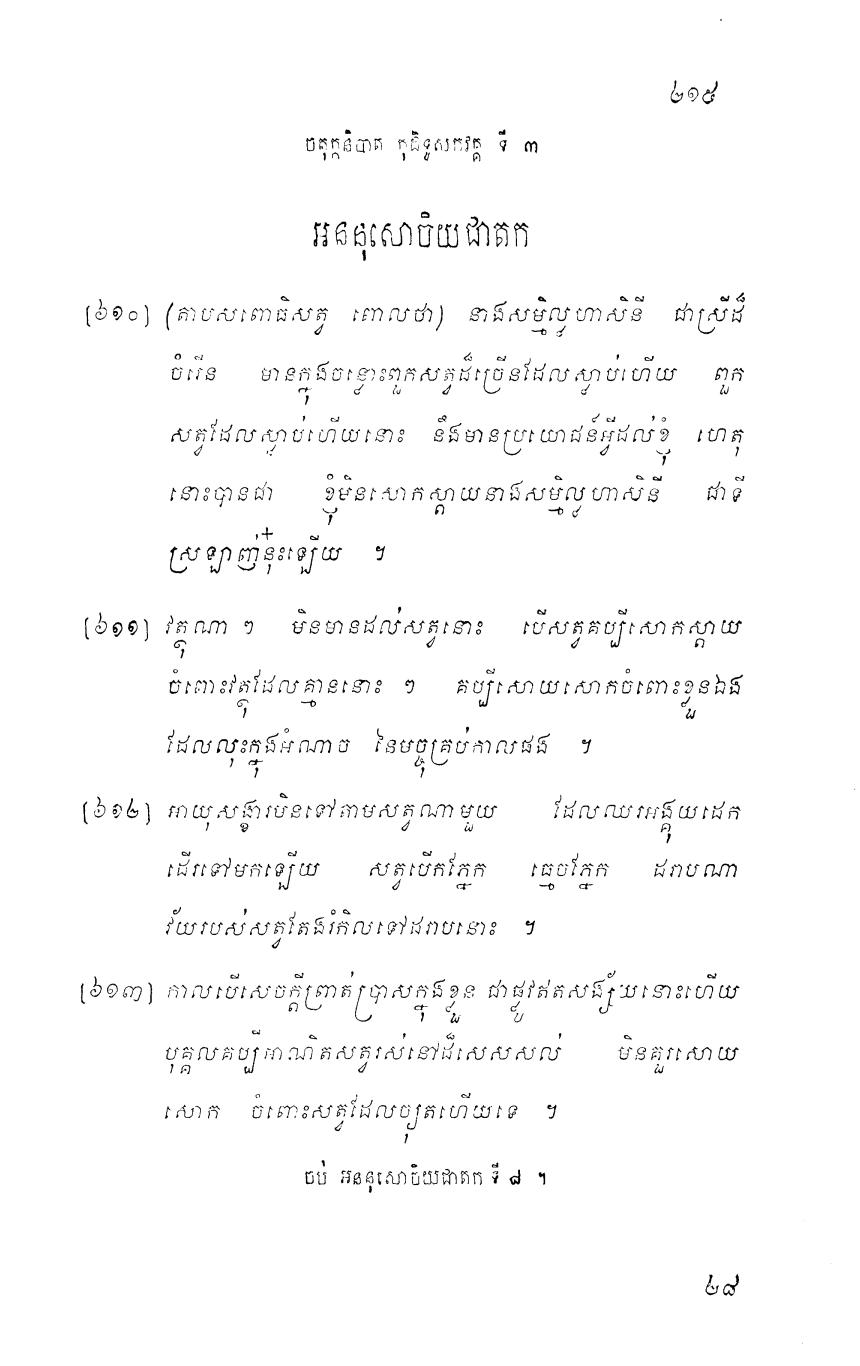 ២១៥
ចតុក្កនិបាត កុដិទូសកវគ្គ ទី ៣
អននុសោចិយជាតក
[៦១០] (តាបសពោធិសត្វ ពោលថា) នាងសម្មិល្លហាសិនី ជាស្រីដ៏
ចំរើន មានក្នុងចន្លោះពួកសត្វដ៏ច្រើនដែលស្លាប់ហើយ ពួក
សត្វដែលស្លាប់ហើយនោះ នឹងមានប្រយោជន៍អ្វីដល់ខ្ញុំ ហេតុ
នោះបានជា ខ្ញុំមិនសោកស្តាយនាងសម្មិល្លហាសិនី ជាទី
ស្រឡាញ់នុ៎ះឡើយ ។
[៦១១] វត្ថុណា ៗ មិនមានដល់សត្វនោះ បើសត្វគប្បីសោកស្តាយ
ចំពោះវត្ថុដែលគ្មាននោះ ៗ គប្បីសោយសោកចំពោះខ្លួនឯង
ដែលលុះក្នុងអំណាច នៃមច្ចុគ្រប់កាលផង ។
[៦១២] អាយុសង្ខារមិនទៅតាមសត្វណាមួយ ដែលឈរអង្គុយដេក
ដើរទៅមកឡើយ សត្វបើកភ្នែក ធ្មេចភ្នែក ដរាបណា
វ័យរបស់សត្វតែងរំកិលទៅដរាបនោះ ។
[៦១៣] កាលបើសេចក្តីព្រាត់ប្រាសក្នុងខ្លួន ជាផ្លូវឥតសង្ស័យនោះហើយ
បុគ្គលគប្បីអាណិតសត្វរស់នៅដ៏សេសសល់ មិនគួរសោយ
សោក ចំពោះសត្វដែលច្យុតហើយទេ ។
ចប់ អននុសោចិយជាតក ទី ៨ ។
២៨